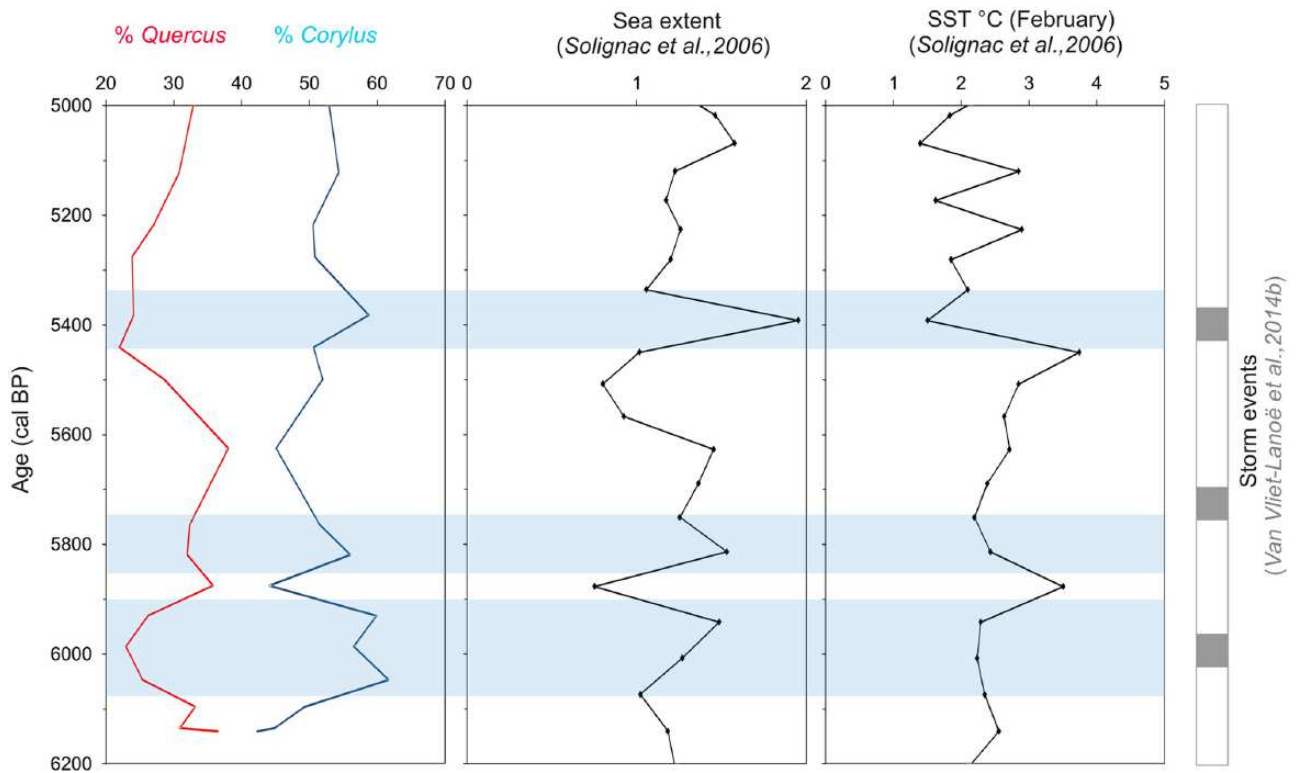 % Quercus
% Corylus
Sea extent
(Solignac et al.,2006)
SST °C (February)
(Solignac et al.,2006)
20 30 40 50 60 70
0 1 2
0 1 2 3 4 5
5000
5200
5400
5600
5800
6000
6200
Age (cal BP)
Storm events
(Van Vliet-Lanoë et al.,2014b)